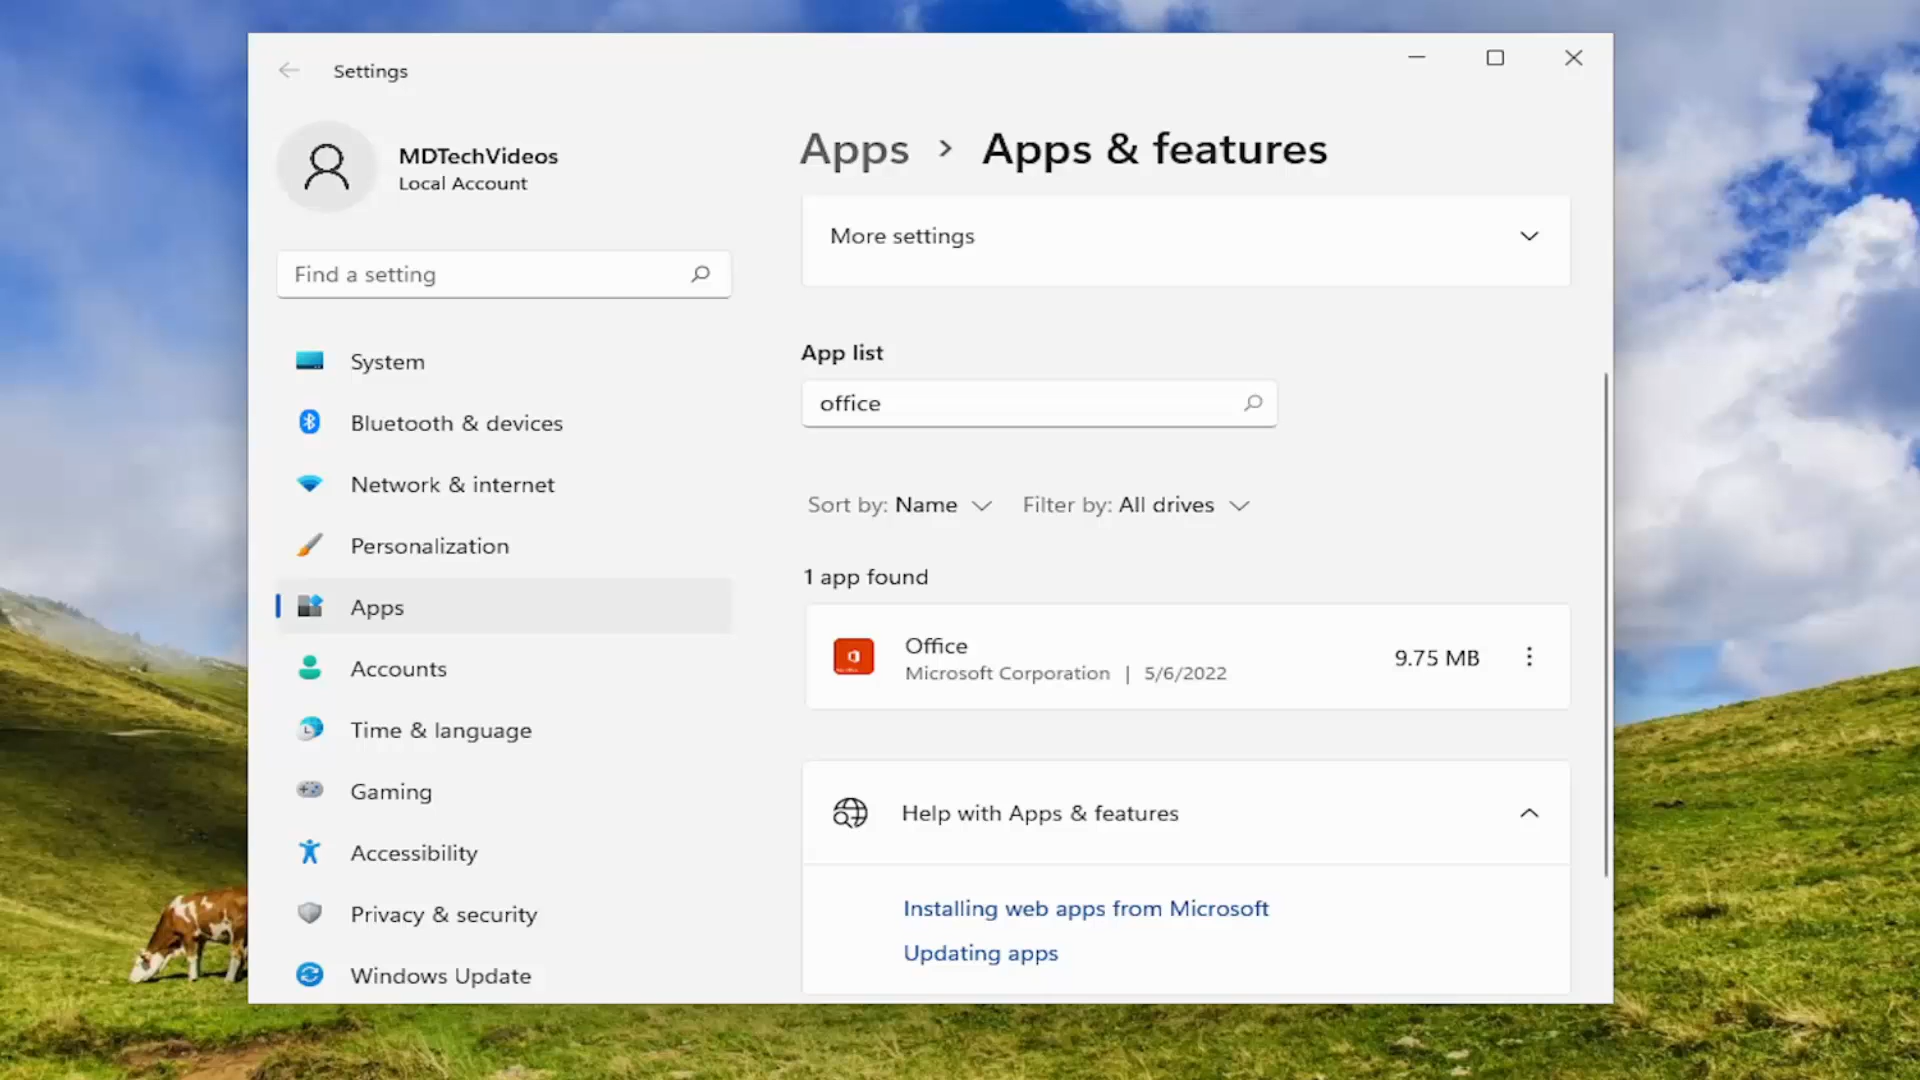 Settings
MDTechVideos
Local Account
Find a setting
System
Bluetooth & devices
Network & internet
Personalization
Apps
Accounts
Time & language
Gaming
Accessibility
Privacy & security
Windows Update
Apps > Apps & features
More settings
App list
office
Sort by: Name Filter by: All drives
1 app found
Office
Microsoft Corporation | 5/6/2022
9.75 MB
Help with Apps & features
Installing web apps from Microsoft
Updating apps